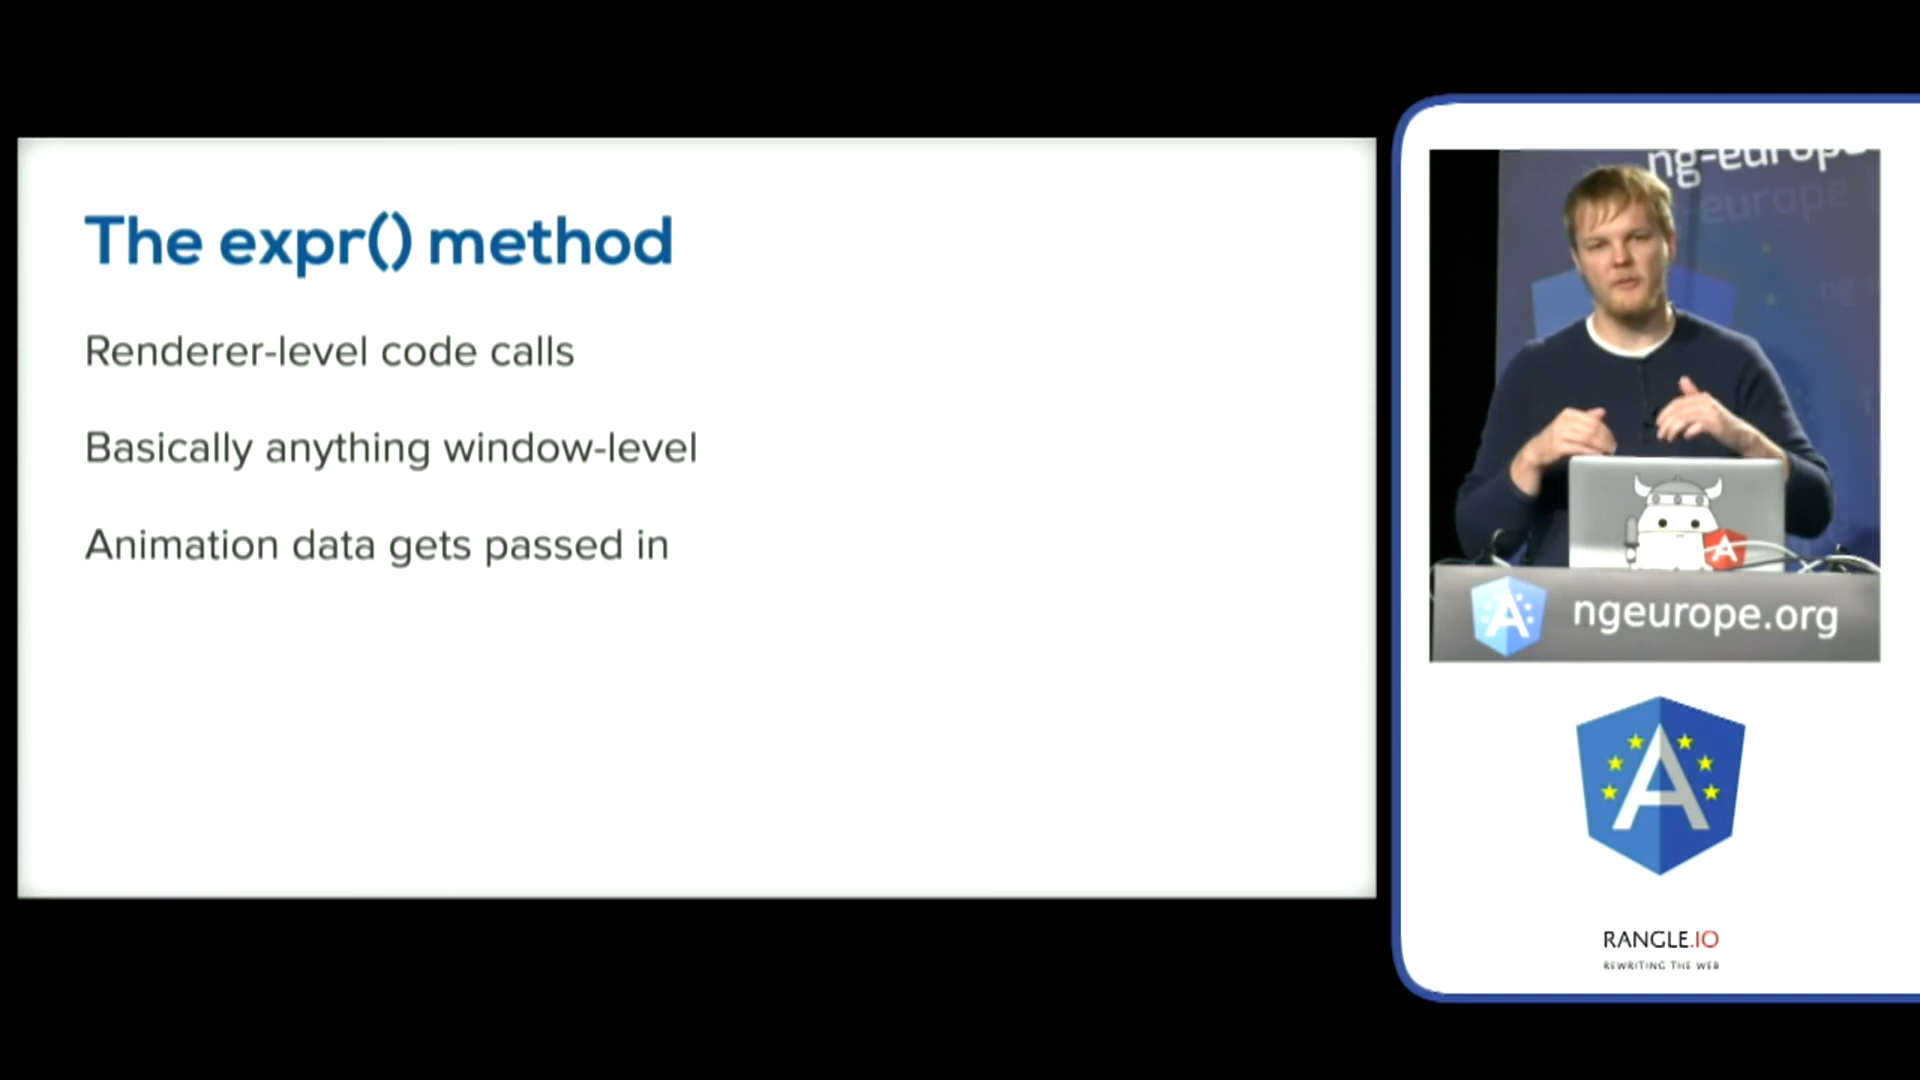 The expr() method
Renderer-level code calls
Basically anything window-level
Animation data gets passed in
ng-europe
europe
ngeurope.org
RANGLE.IO
REWRITING THE WEB